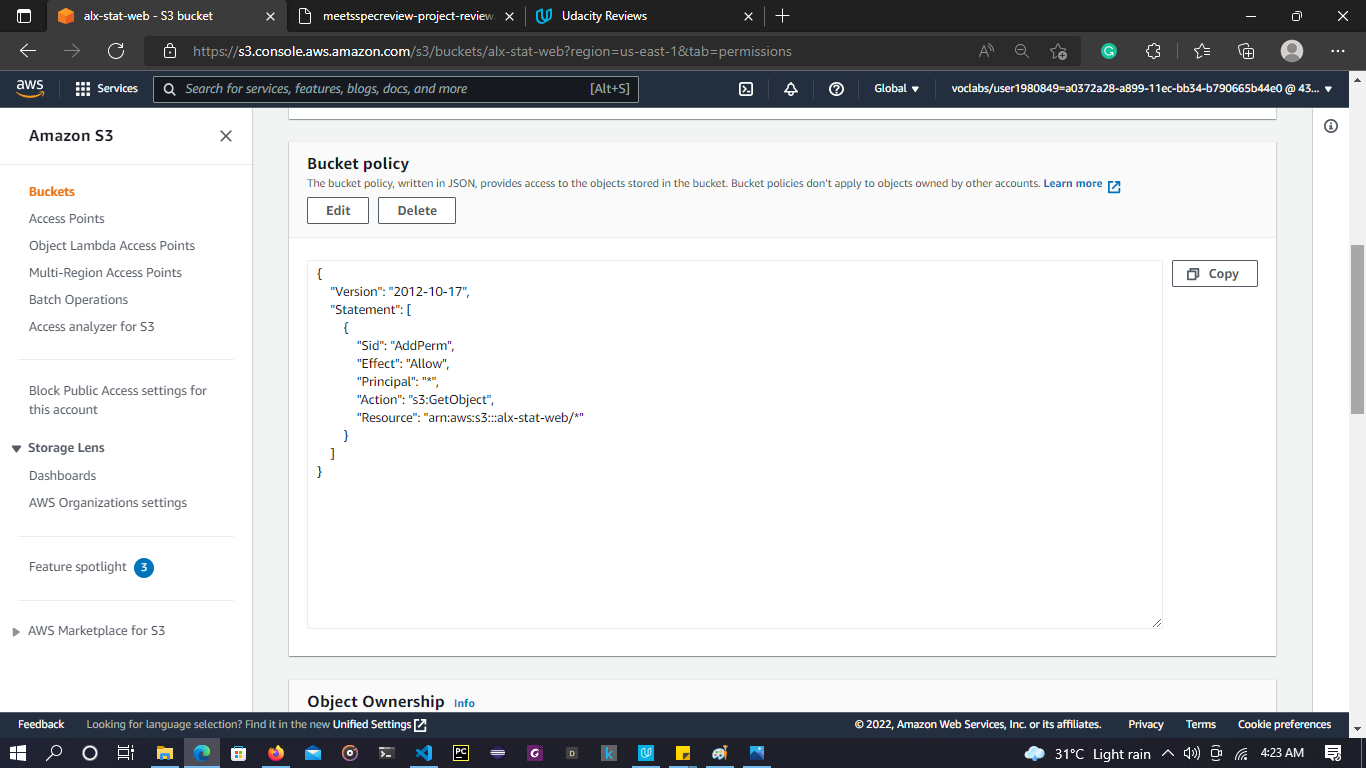 alx-stat-web - S3 bucket
meetsspecreview-project-review
Udacity Reviews
https://s3.console.aws.amazon.com/s3/buckets/alx-stat-web?region=us-east-1&tab=permissions
aws
Services
Search for services, features, blogs, docs, and more
[Alt+S]
Global
voclabs/user1980849=a0372a28-a899-11ec-bb34-b790665b44e0 @ 43...
Amazon S3
Buckets
Access Points
Object Lambda Access Points
Multi-Region Access Points
Batch Operations
Access analyzer for S3
Block Public Access settings for
this account
Storage Lens
Dashboards
AWS Organizations settings
Feature spotlight 3
AWS Marketplace for S3
Bucket policy
The bucket policy, written in JSON, provides access to the objects stored in the bucket. Bucket policies don't apply to objects owned by other accounts. Learn more
Edit
Delete
Copy
{
"Version": "2012-10-17",
"Statement": [
{
"Sid": "AddPerm",
"Effect": "Allow",
"Principal": "*",
"Action": "s3:GetObject",
"Resource": "arn:aws:s3:::alx-stat-web/*"
}
]
}
Object Ownership Info
Feedback
Looking for language selection? Find it in the new Unified Settings
© 2022, Amazon Web Services, Inc. or its affiliates.
Privacy
Terms
Cookie preferences
31°C Light rain
4:23 AM